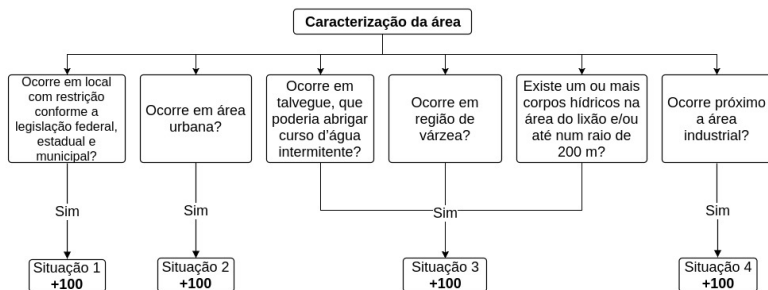 Caracterização da área
Ocorre em local
com restrição
conforme a
legislação federal,
estadual e
municipal?
Ocorre em área
urbana?
Ocorre em
talvegue, que
poderia abrigar
curso d'água
intermitente?
Ocorre em
região de
várzea?
Existe um ou mais
corpos hídricos na
área do lixão e/ou
até num raio de
200 m?
Ocorre próximo
a área
industrial?
Sim
Sim
Sim
Sim
Situação 1
+100
Situação 2
+100
Situação 3
+100
Situação 4
+100